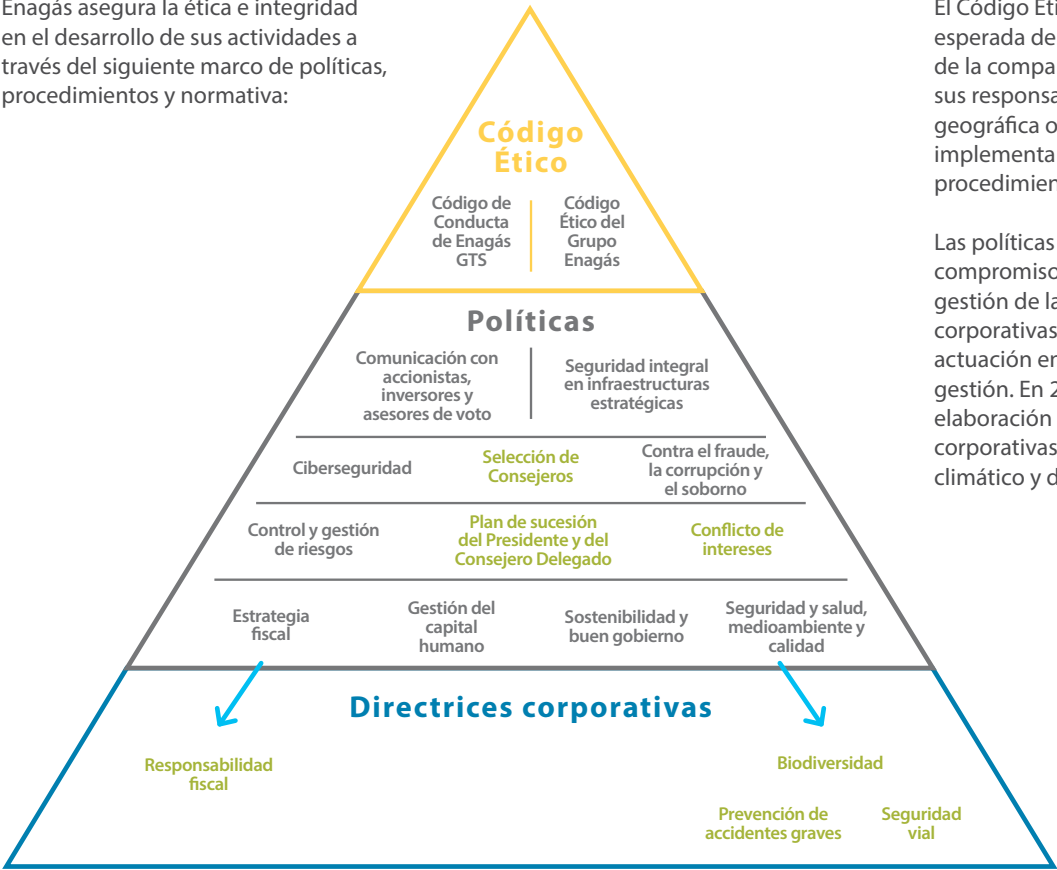 Enagás asegura la ética e integridad
en el desarrollo de sus actividades a
través del siguiente marco de políticas,
procedimientos y normativa:
Código
Ético
Código de
Conducta
de Enagás
GTS
Código
Ético del
Grupo
Enagás
Políticas
Comunicación con
accionistas,
inversores y
asesores de voto
Seguridad integral
en infraestructuras
estratégicas
Ciberseguridad
Selección de
Consejeros
Contra el fraude,
la corrupción y
el soborno
Control y gestión
de riesgos
Plan de sucesión
del Presidente y del
Consejero Delegado
Conflicto de
intereses
Estrategia
fiscal
Gestión del
capital
humano
Sostenibilidad y
buen gobierno
Seguridad y salud,
medioambiente y
calidad
Directrices corporativas
Responsabilidad
fiscal
Biodiversidad
Prevención de
accidentes graves
Seguridad
vial
El Código
esperada de
de la
sus
geográfica o
Las políticas
gestión de
corporativas
actuación
gestión. En
elaboración
corporativas
climático y